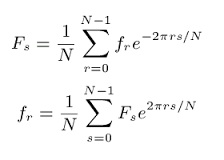 F_s = \frac{1}{N} \sum_{r=0}^{N-1} f_r e^{-2\pi rs/N}
f_r = \frac{1}{N} \sum_{s=0}^{N-1} F_s e^{2\pi rs/N}